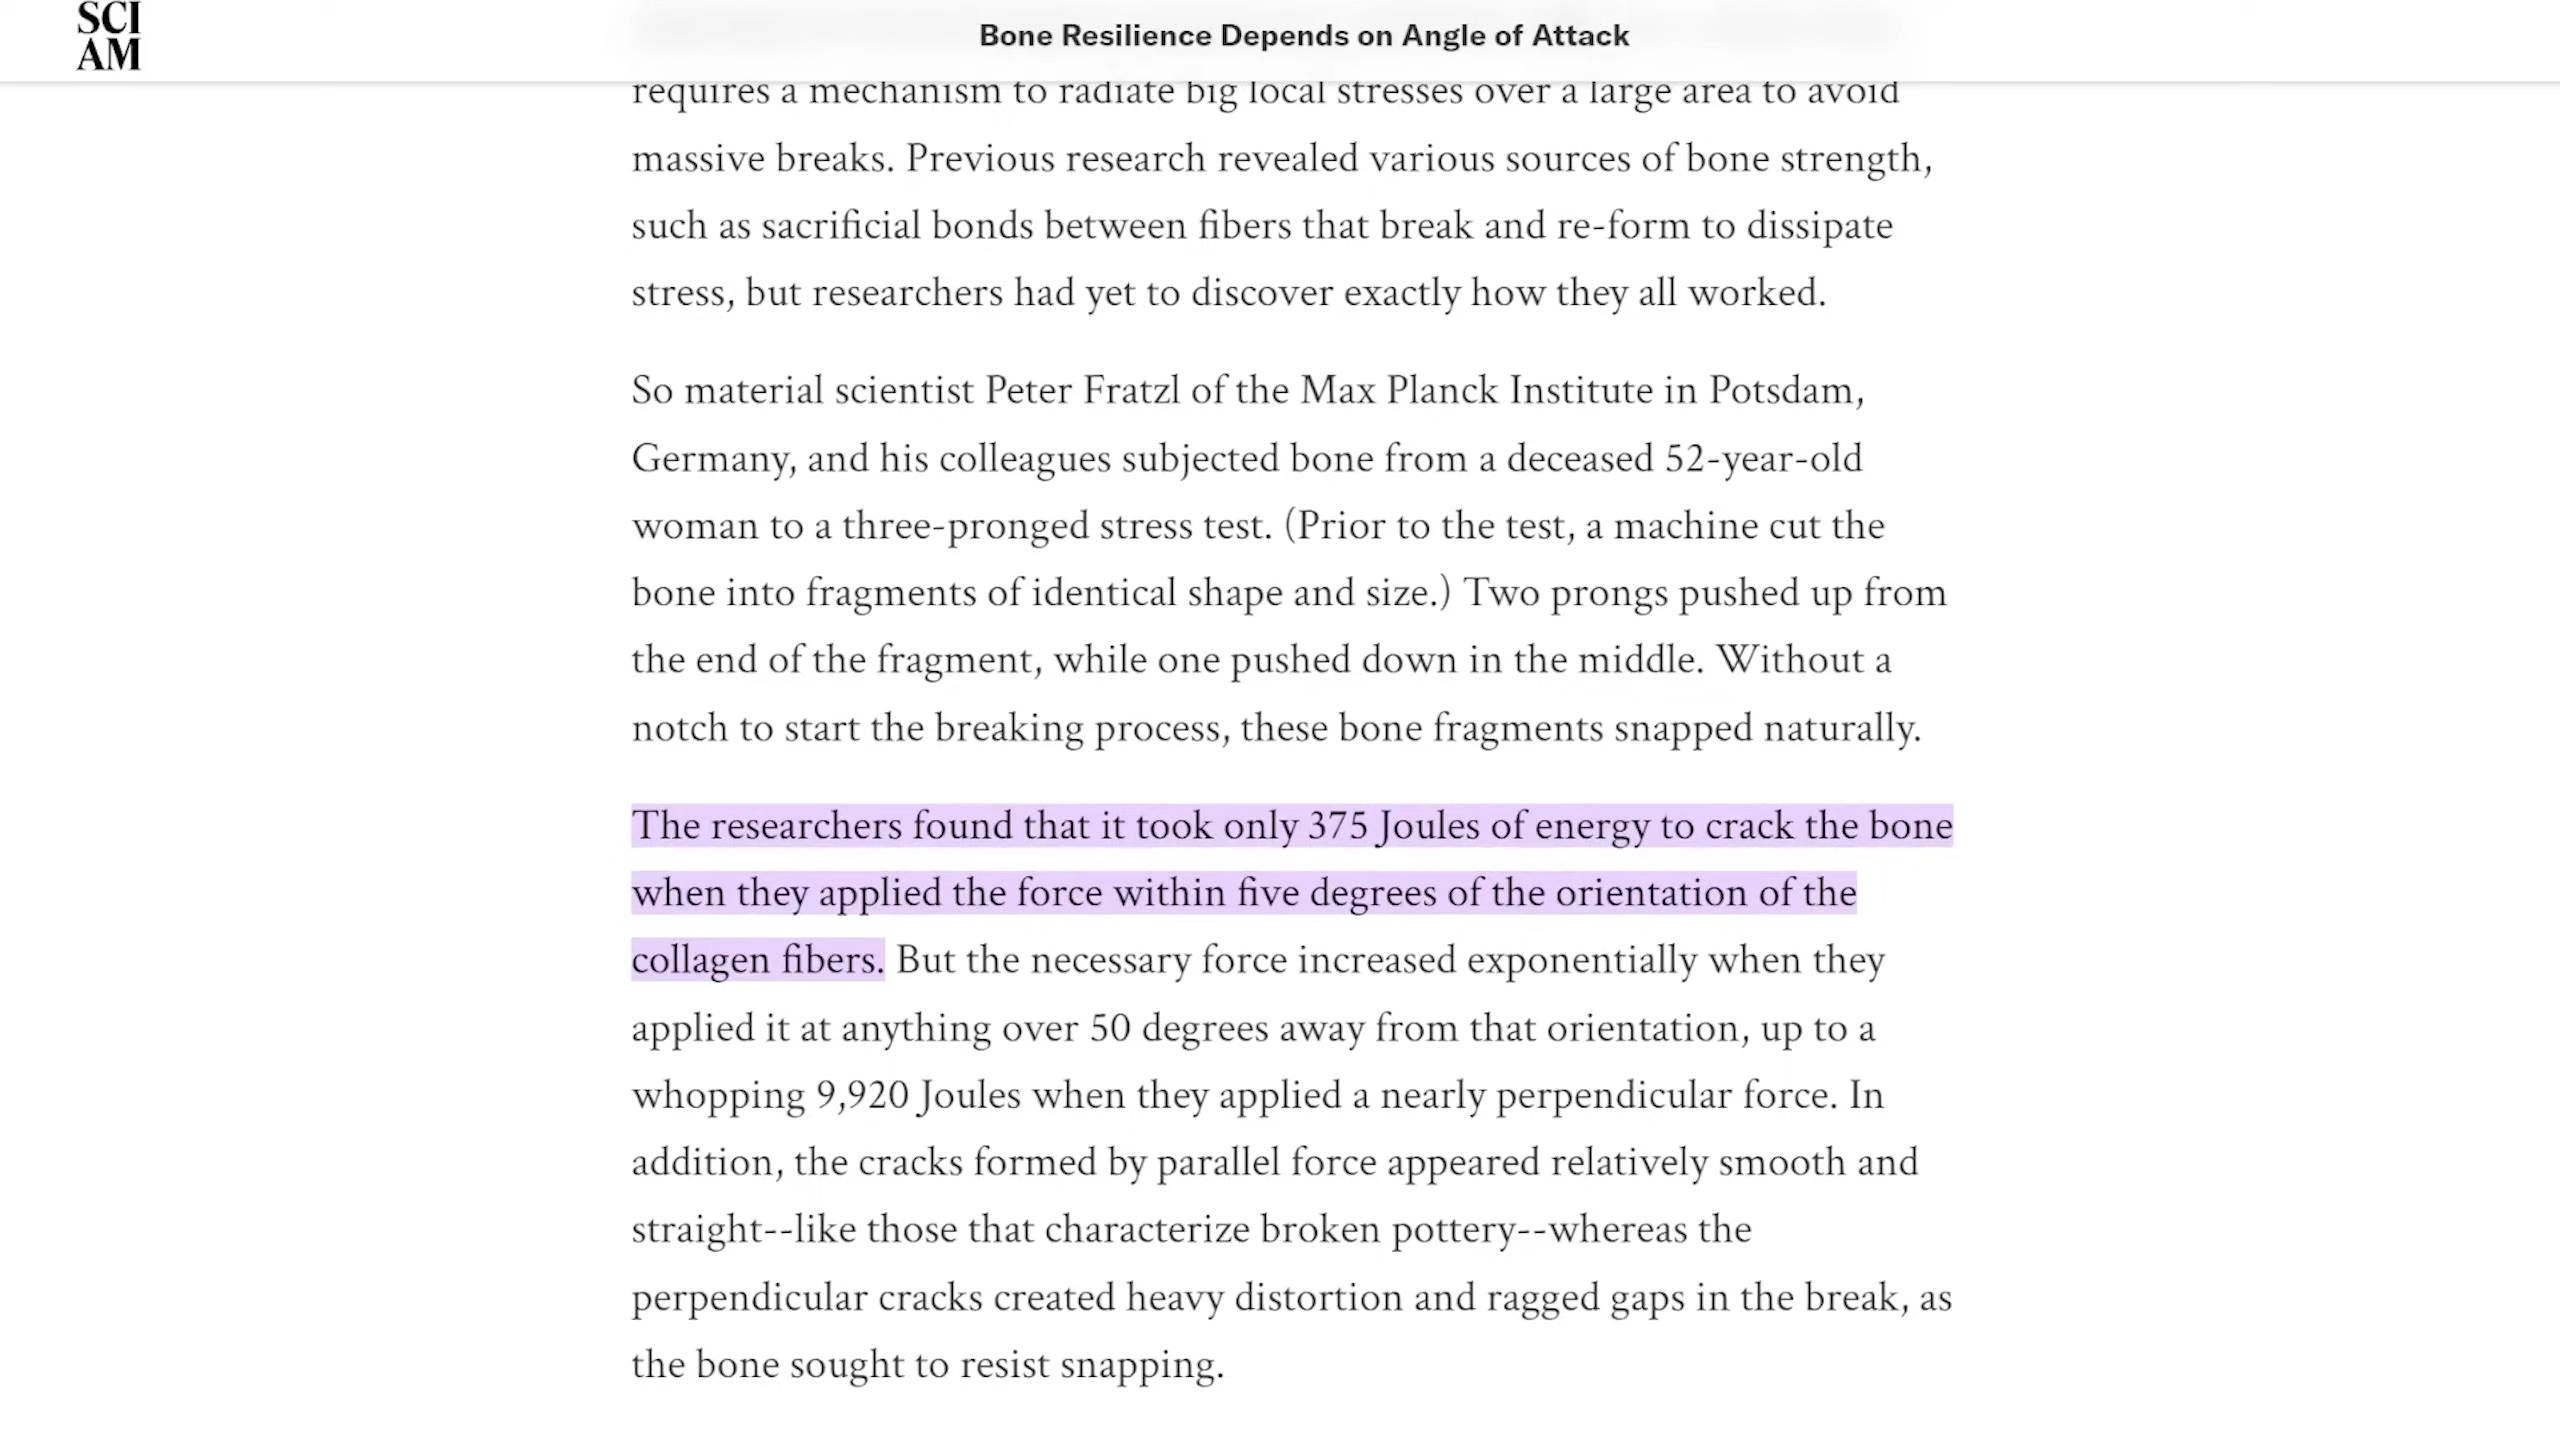 SCI
AM
Bone Resilience Depends on Angle of Attack
requires a mechanism to radiate big local stresses over a large area to avoid
massive breaks. Previous research revealed various sources of bone strength,
such as sacrificial bonds between fibers that break and re-form to dissipate
stress, but researchers had yet to discover exactly how they all worked.
So material scientist Peter Fratzl of the Max Planck Institute in Potsdam,
Germany, and his colleagues subjected bone from a deceased 52-year-old
woman to a three-pronged stress test. (Prior to the test, a machine cut the
bone into fragments of identical shape and size.) Two prongs pushed up from
the end of the fragment, while one pushed down in the middle. Without a
notch to start the breaking process, these bone fragments snapped naturally.
The researchers found that it took only 375 Joules of energy to crack the bone
when they applied the force within five degrees of the orientation of the
collagen fibers. But the necessary force increased exponentially when they
applied it at anything over 50 degrees away from that orientation, up to a
whopping 9,920 Joules when they applied a nearly perpendicular force. In
addition, the cracks formed by parallel force appeared relatively smooth and
straight--like those that characterize broken pottery--whereas the
perpendicular cracks created heavy distortion and ragged gaps in the break, as
the bone sought to resist snapping.